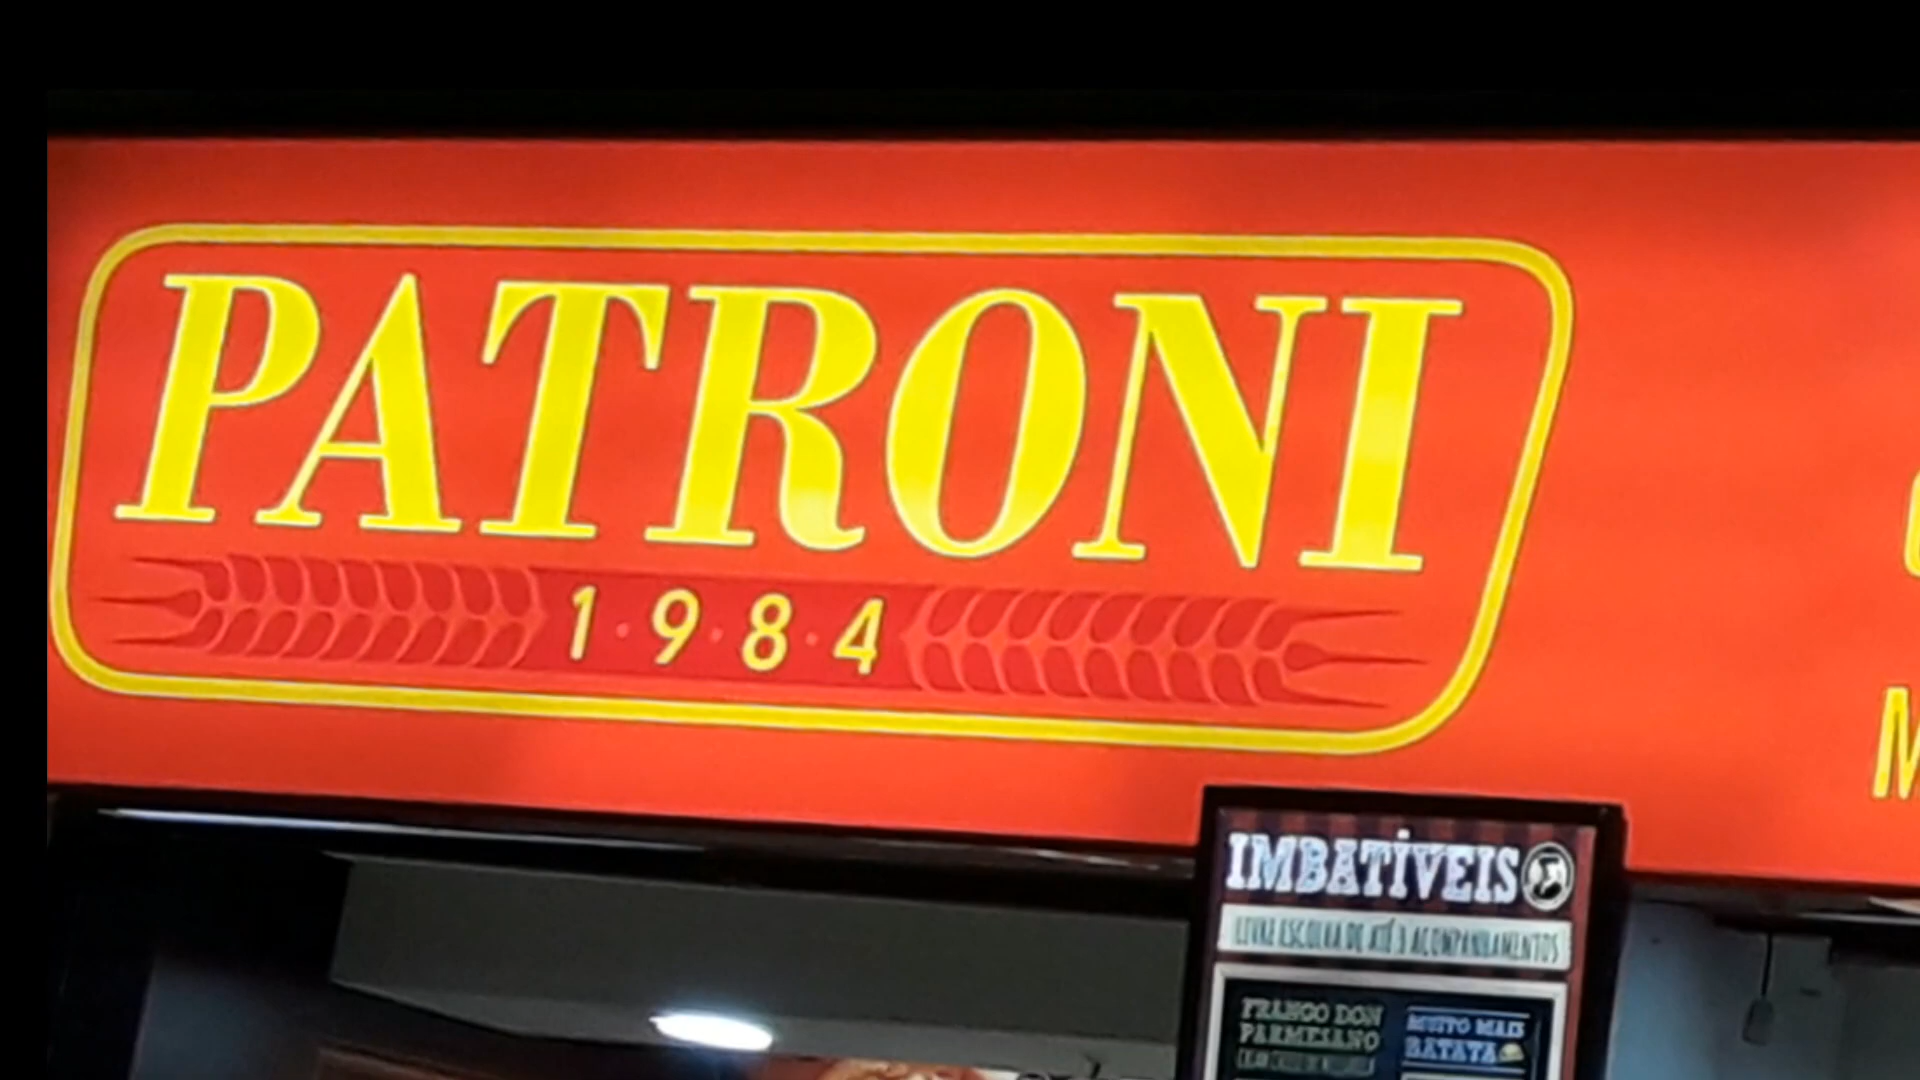 PATRONI
1·9·8·4
IMBATÍVEIS
LIVRE ESCOLHA DE ATÉ 3 ACOMPANHAMENTOS
FRANGO DON
PARMESANO
MUITO MAIS
BATATA